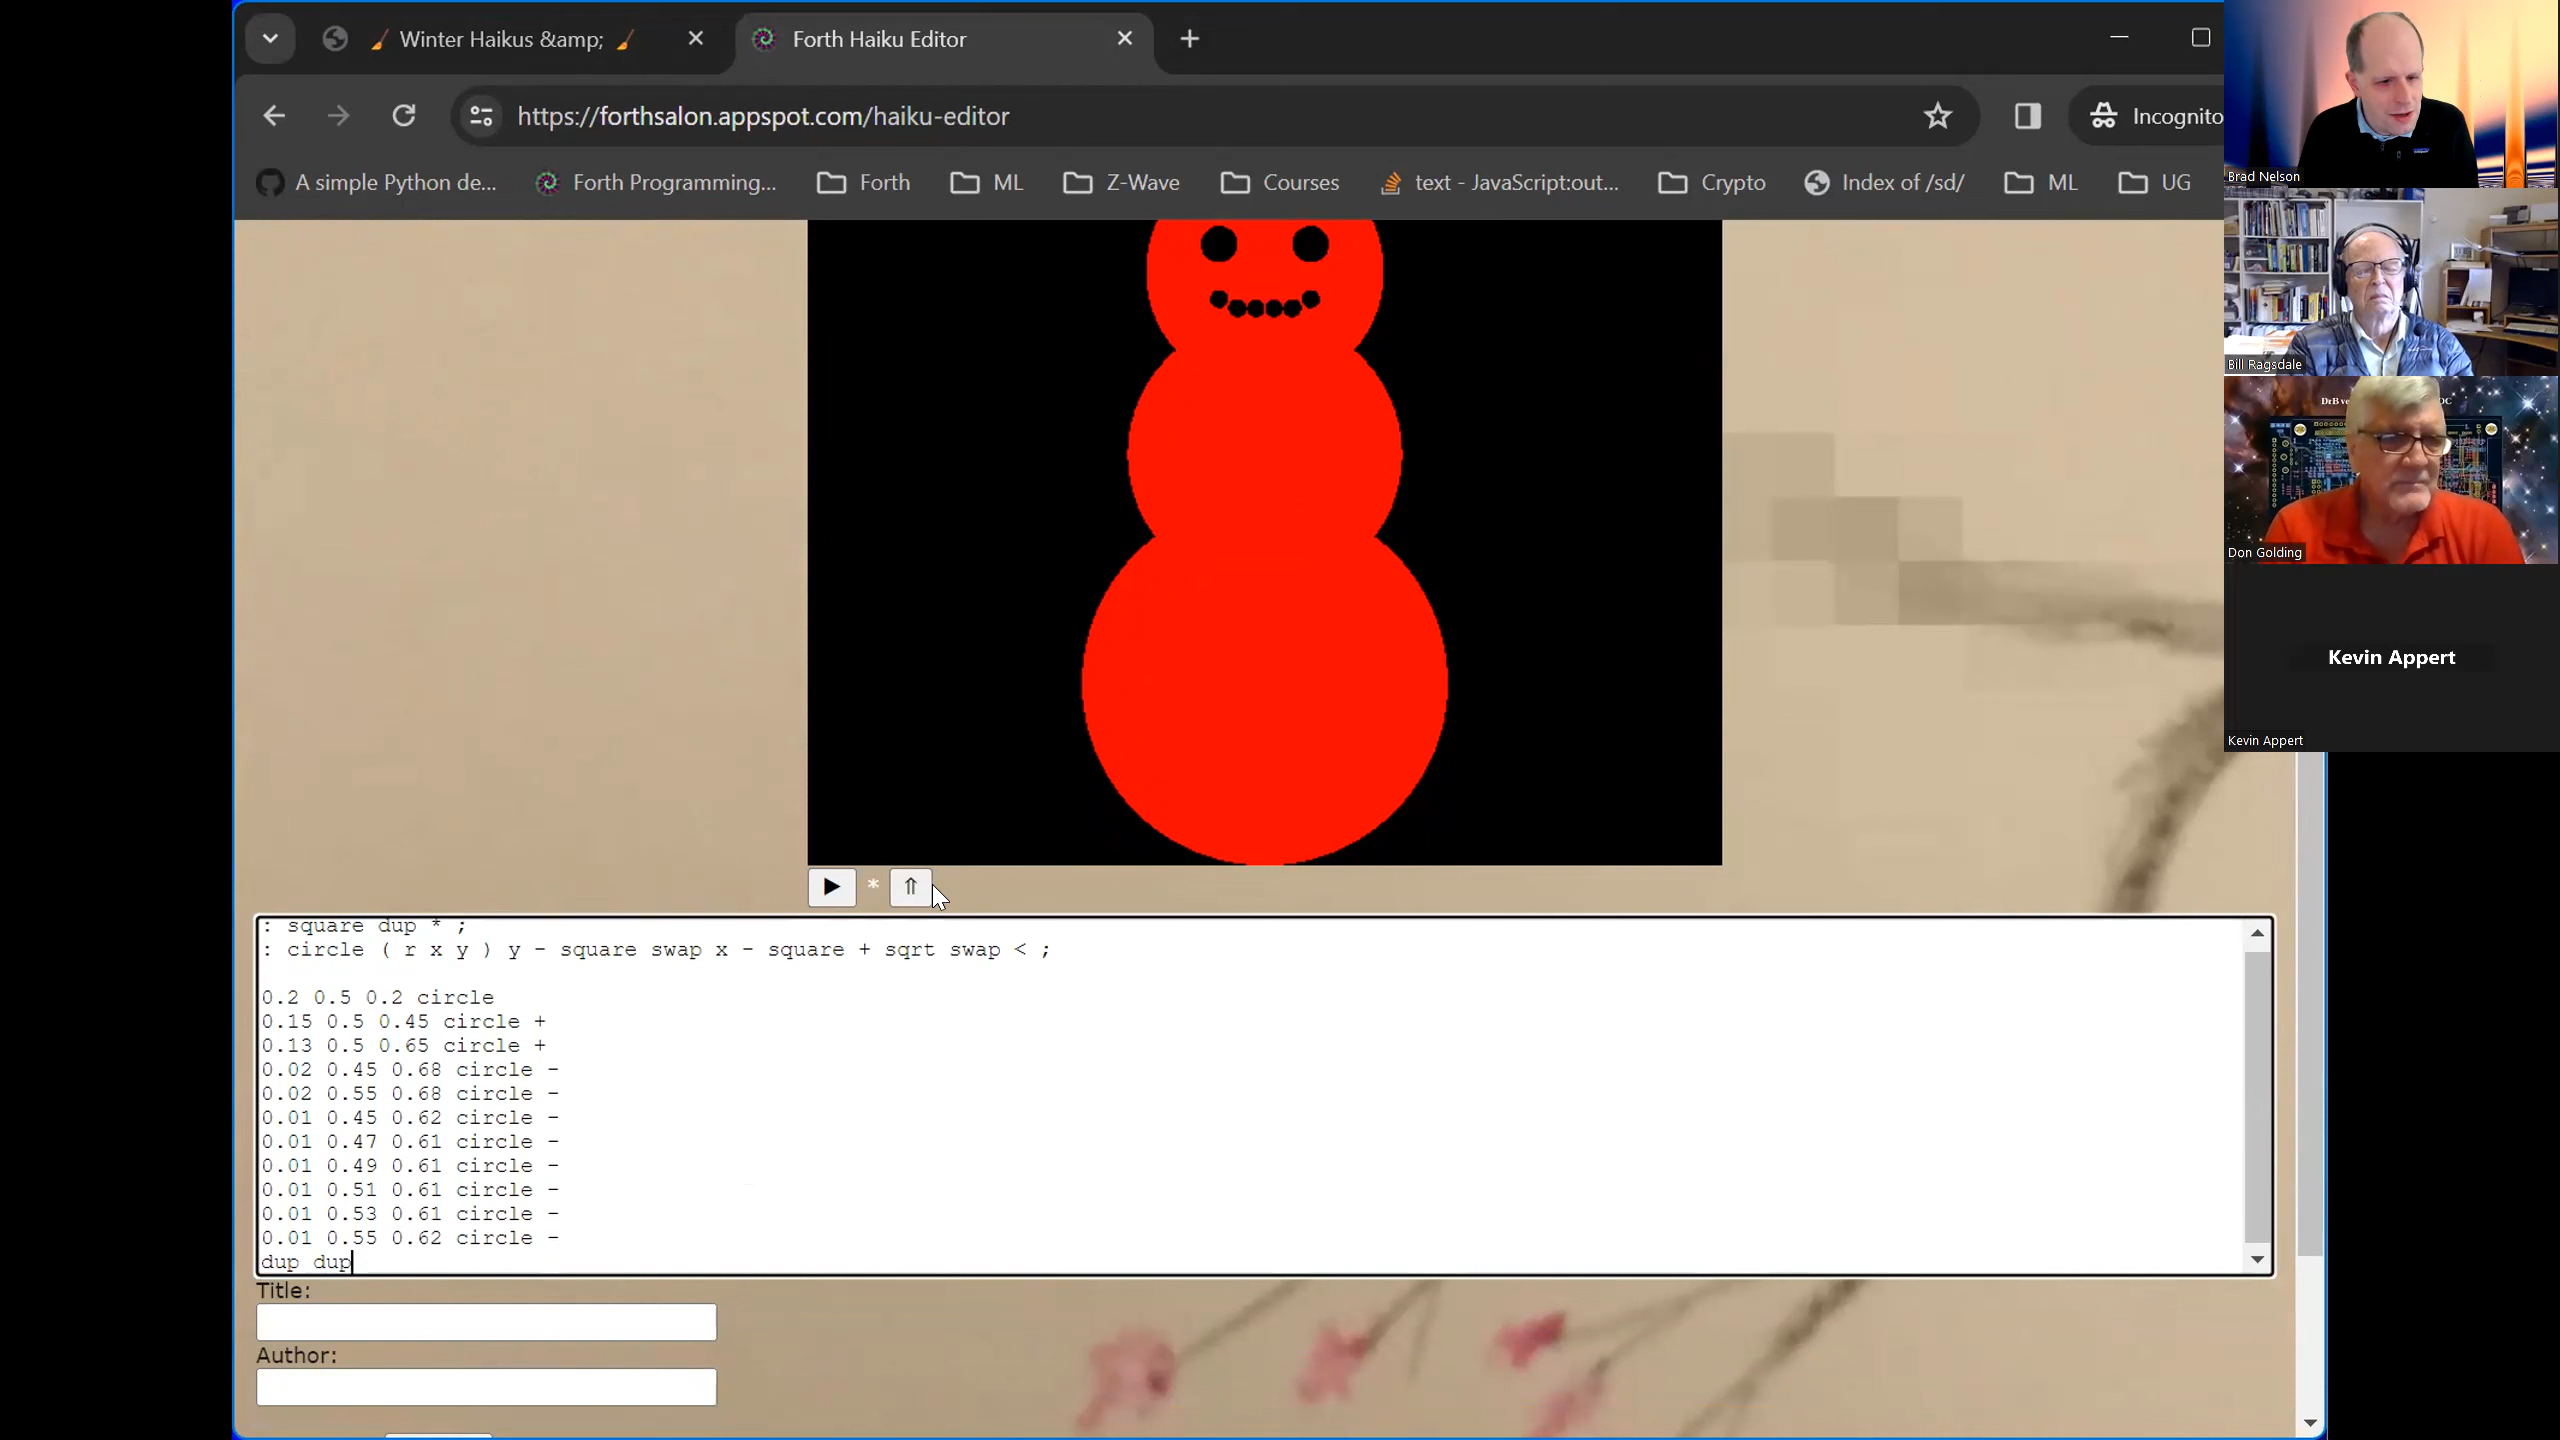 Winter Haikus &amp;
Forth Haiku Editor
https://forthsalon.appspot.com/haiku-editor
Incognito
A simple Python de...
Forth Programming...
Forth
ML
Z-Wave
Courses
text - JavaScript:out...
Crypto
Index of /sd/
ML
UG
Brad Nelson
Bill Ragsdale
DrB ve
OC
Don Golding
Kevin Appert
Kevin Appert
*
⇑
: square dup * ;
: circle ( r x y ) y - square swap x - square + sqrt swap < ;
0.2 0.5 0.2 circle
0.15 0.5 0.45 circle +
0.13 0.5 0.65 circle +
0.02 0.45 0.68 circle -
0.02 0.55 0.68 circle -
0.01 0.45 0.62 circle -
0.01 0.47 0.61 circle -
0.01 0.49 0.61 circle -
0.01 0.51 0.61 circle -
0.01 0.53 0.61 circle -
0.01 0.55 0.62 circle -
dup dup
Title:
Author: